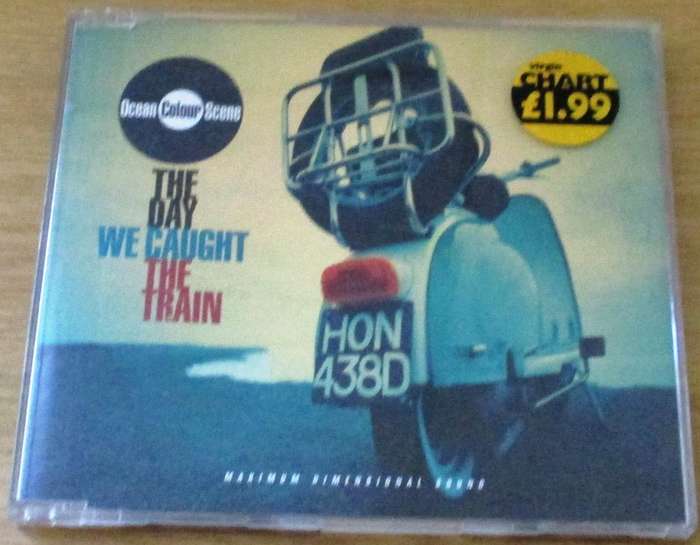 Ocean Colour Scene
THE
DAY
WE CAUGHT
THE
TRAIN
virgin
CHART
£1.99
HON
438D
MAXIMUM DIMENSIONAL SOUND